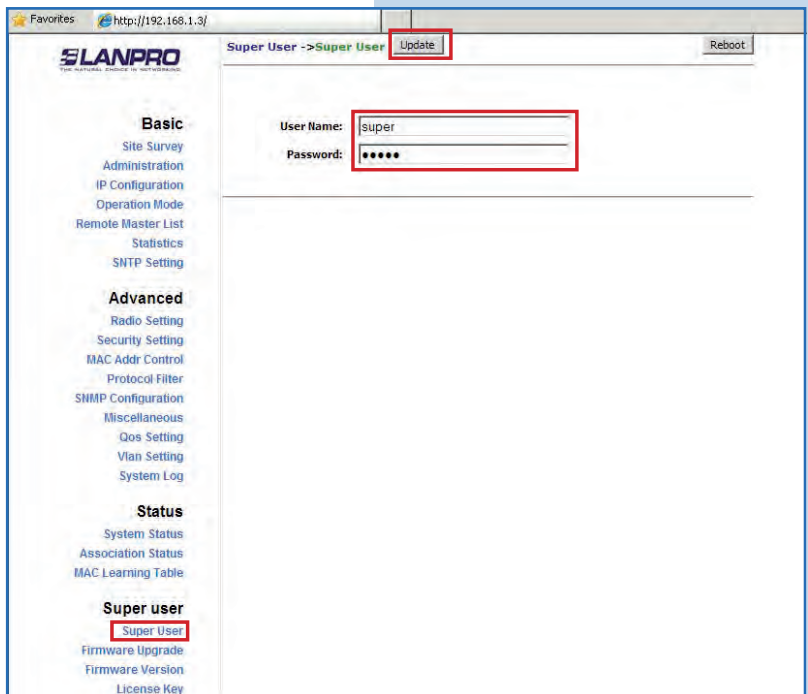 Favorites http://192.168.1.3/
LANPRO
THE NATURAL CHOICE IN NETWORKING
Super User ->Super User Update Reboot
User Name: super
Password: •••••
Basic
Site Survey
Administration
IP Configuration
Operation Mode
Remote Master List
Statistics
SNTP Setting
Advanced
Radio Setting
Security Setting
MAC Addr Control
Protocol Filter
SNMP Configuration
Miscellaneous
Qos Setting
Vlan Setting
System Log
Status
System Status
Association Status
MAC Learning Table
Super user
Super User
Firmware Upgrade
Firmware Version
License Key